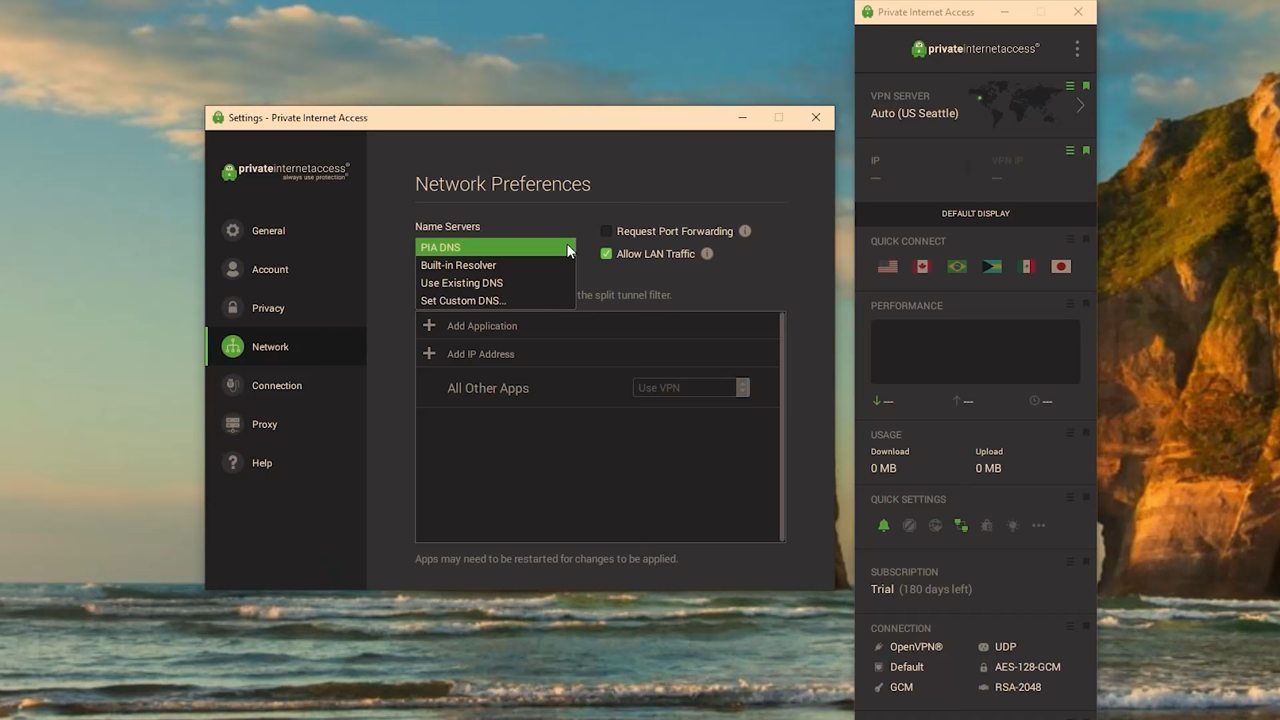 Settings - Private Internet Access
privateinternetaccess®
always use protection®
General
Account
Privacy
Network
Connection
Proxy
Help
Network Preferences
Name Servers
PIA DNS
Built-in Resolver
Use Existing DNS
Set Custom DNS...
Request Port Forwarding
Allow LAN Traffic
the split tunnel filter.
Add Application
Add IP Address
All Other Apps
Use VPN
Apps may need to be restarted for changes to be applied.
Private Internet Access
privateinternetaccess®
VPN SERVER
Auto (US Seattle)
IP
VPN IP
—
—
DEFAULT DISPLAY
QUICK CONNECT
PERFORMANCE
---
---
---
USAGE
Download
Upload
0 MB
0 MB
QUICK SETTINGS
SUBSCRIPTION
Trial (180 days left)
CONNECTION
OpenVPN®
UDP
Default
AES-128-GCM
GCM
RSA-2048